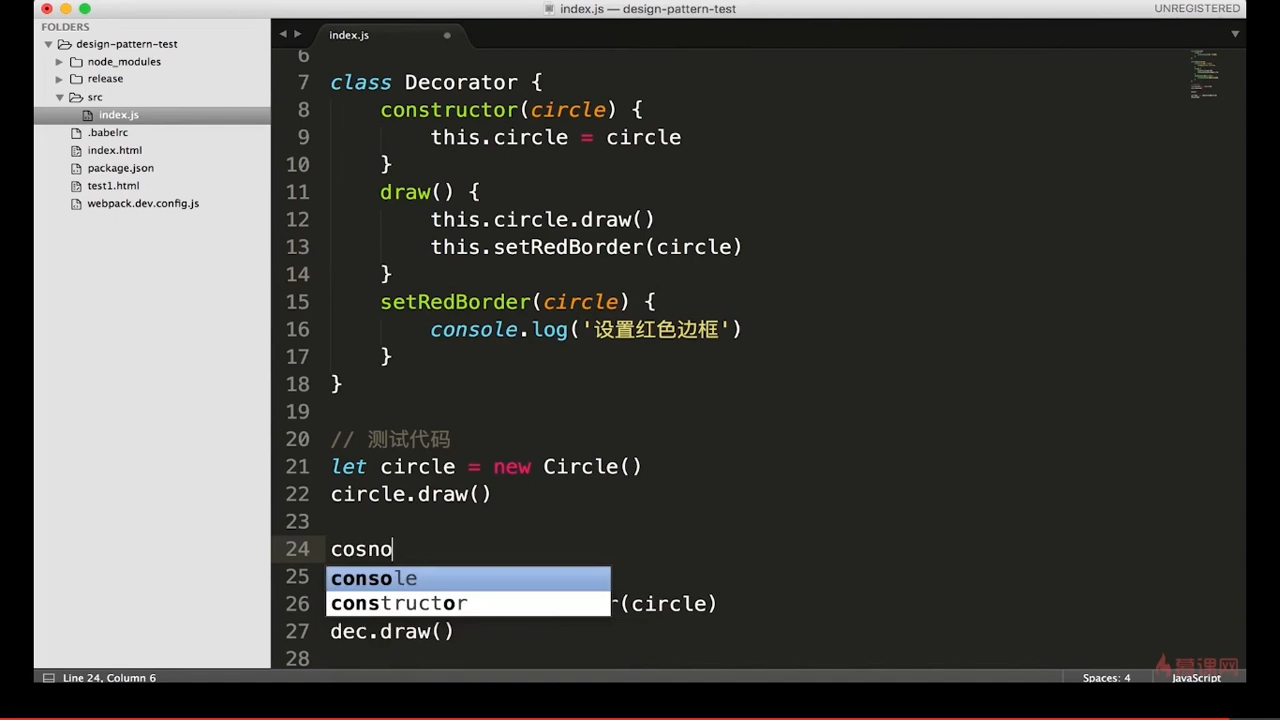 index.js — design-pattern-test
UNREGISTERED
FOLDERS
design-pattern-test
node_modules
release
src
index.js
.babelrc
index.html
package.json
test1.html
webpack.dev.config.js
index.js
6
7 class Decorator {
8 constructor(circle) {
9 this.circle = circle
10 }
11 draw() {
12 this.circle.draw()
13 this.setRedBorder(circle)
14 }
15 setRedBorder(circle) {
16 console.log('设置红色边框')
17 }
18 }
19
20 // 测试代码
21 let circle = new Circle()
22 circle.draw()
23
24 cosno
console
25
constructor
26 (circle)
27 dec.draw()
28
慕课网
Line 24, Column 6
Spaces: 4
JavaScript